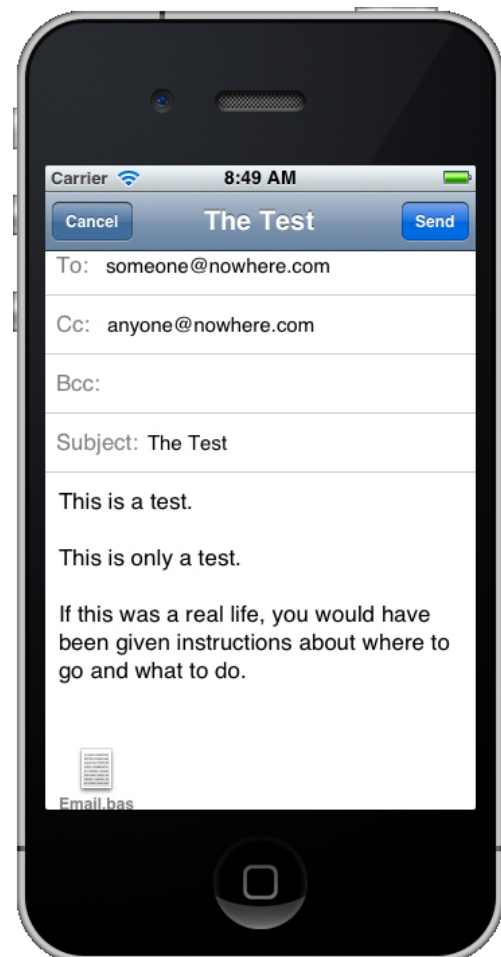 Carrier 8:49 AM
Cancel The Test Send
To: someone@nowhere.com
Cc: anyone@nowhere.com
Bcc:
Subject: The Test
This is a test.
This is only a test.
If this was a real life, you would have
been given instructions about where to
go and what to do.
Email.bas